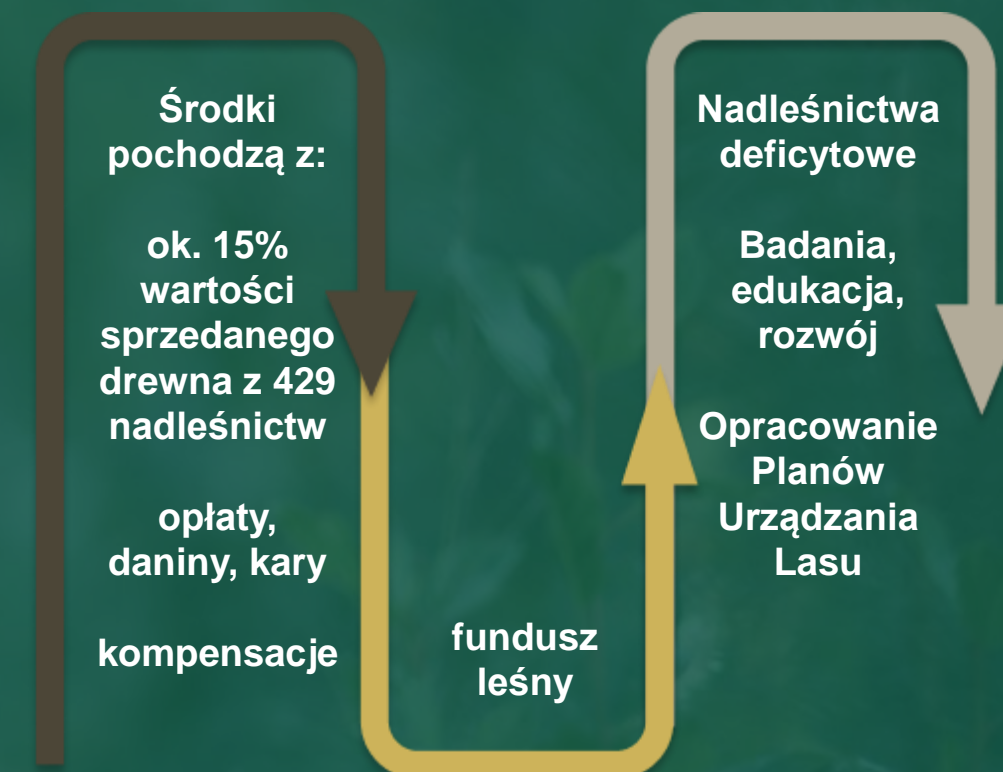 Środki
pochodzą z:
ok. 15%
wartości
sprzedanego
drewna z 429
nadleśnictw
opłaty,
daniny, kary
kompensacje
fundusz
leśny
Nadleśnictwa
deficytowe
Badania,
edukacja,
rozwój
Opracowanie
Planów
Urządzania
Lasu